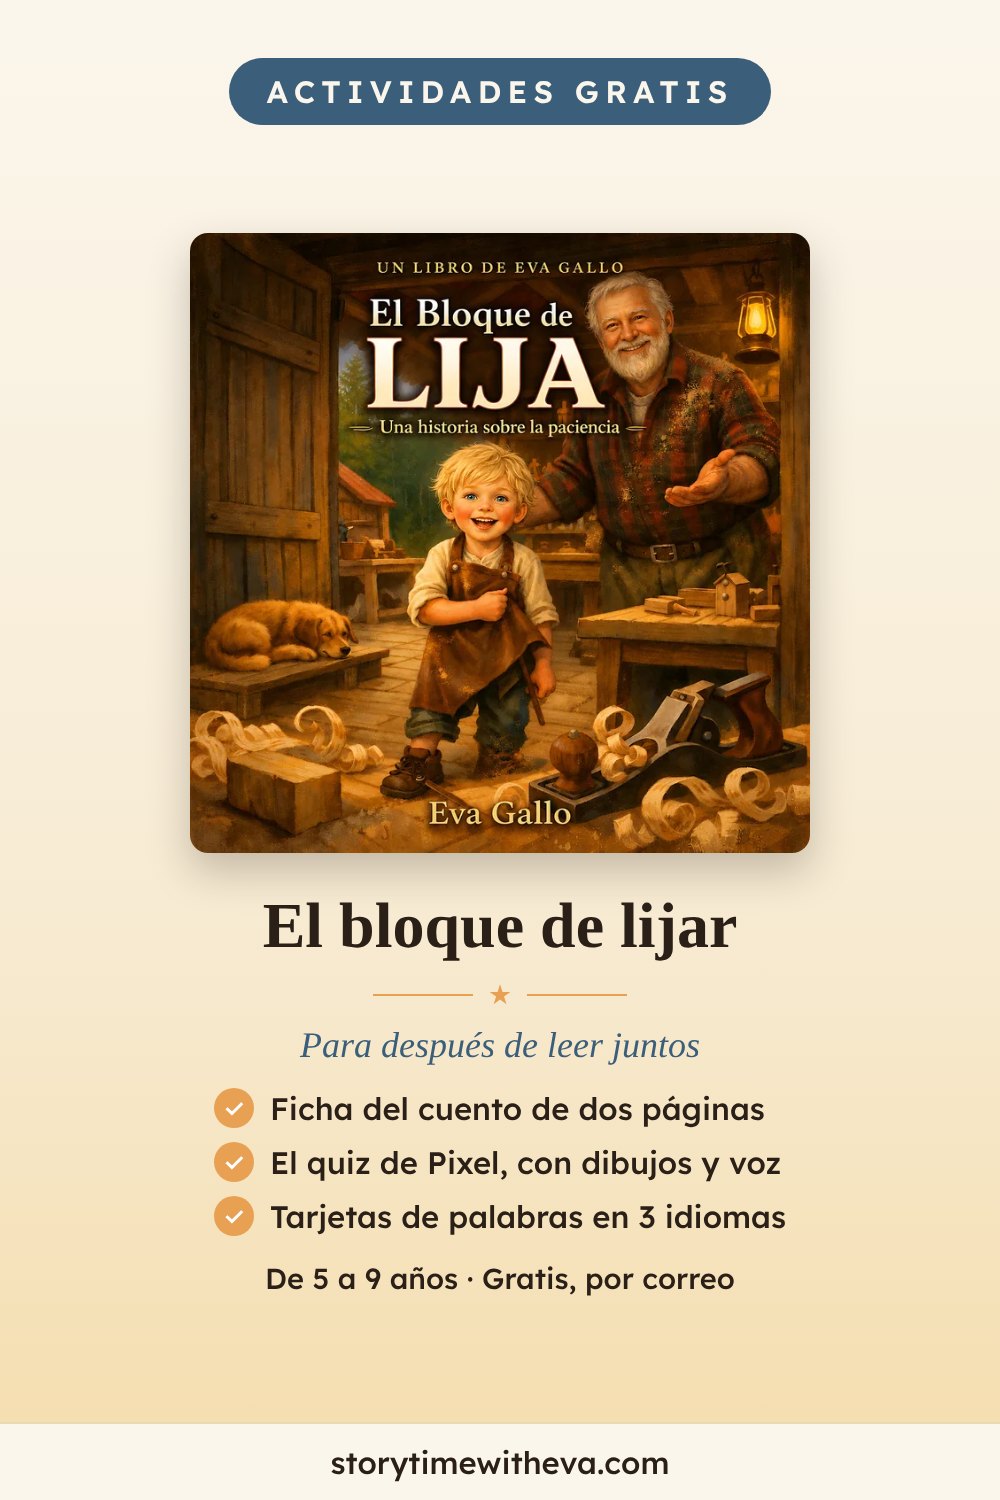 ACTIVIDADES GRATIS
UN LIBRO DE EVA GALLO
El Bloque de
LIJA
Una historia sobre la paciencia
Eva Gallo
El bloque de lijar
Para después de leer juntos
Ficha del cuento de dos páginas
El quiz de Pixel, con dibujos y voz
Tarjetas de palabras en 3 idiomas
De 5 a 9 años · Gratis, por correo
storytimewitheva.com